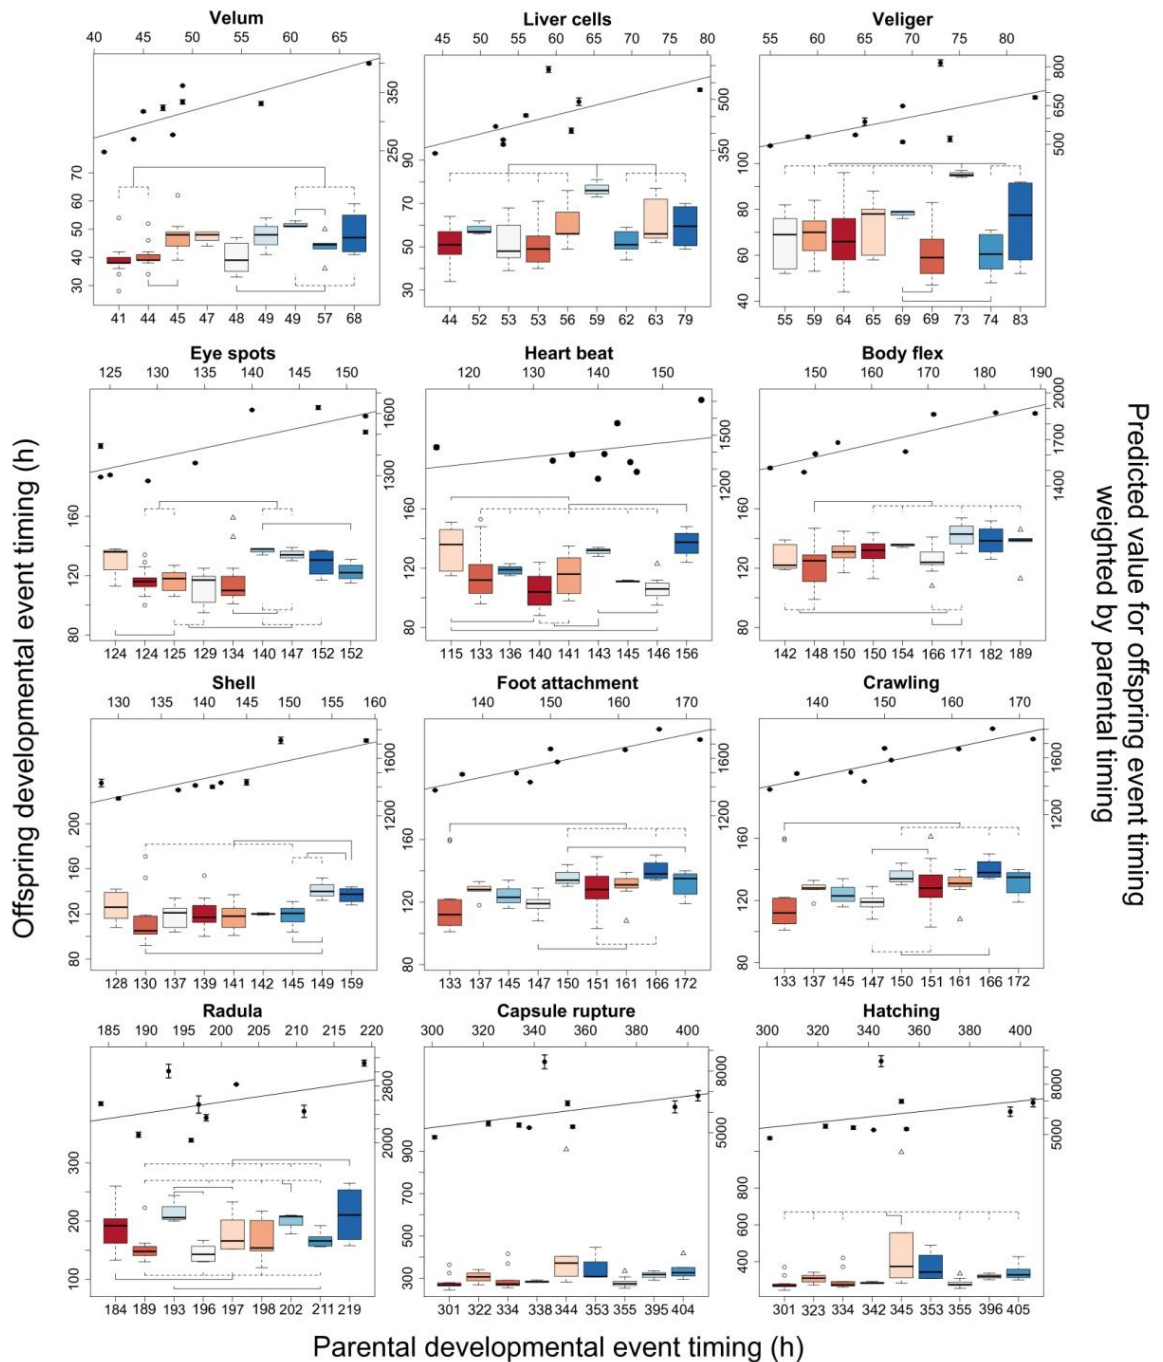 Velum
40 45 50 55 60 65
350
250
70
50
30
41 44 45 47 48 49 49 57 68
Liver cells
45 50 55 60 65 70 75 80
500
350
90
70
50
30
44 52 53 53 56 59 62 63 79
Veliger
55 60 65 70 75 80
800
650
500
100
80
60
40
55 59 64 65 69 69 73 74 83
Eye spots
125 130 135 140 145 150
1600
1300
160
120
80
124 124 125 129 134 140 147 152 152
Heart beat
120 130 140 150
1500
1200
160
120
80
115 133 136 140 141 143 145 146 156
Body flex
150 160 170 180 190
2000
1700
1400
160
120
80
142 148 150 150 154 166 171 182 189
Shell
130 135 140 145 150 155 160
1600
1200
200
160
120
80
128 130 137 139 141 142 145 149 159
Foot attachment
140 150 160 170
1600
1200
160
120
80
133 137 145 147 150 151 161 166 172
Crawling
140 150 160 170
1600
1200
160
120
80
133 137 145 147 150 151 161 166 172
Radula
185 190 195 200 205 210 215 220
2800
2000
300
200
100
184 189 193 196 197 198 202 211 219
Capsule rupture
300 320 340 360 380 400
8000
5000
900
700
500
300
301 322 334 338 344 353 355 395 404
Hatching
300 320 340 360 380 400
8000
5000
800
600
400
301 323 334 342 345 353 355 396 405
Offspring developmental event timing (h)
Predicted value for offspring event timing
weighted by parental timing
Parental developmental event timing (h)